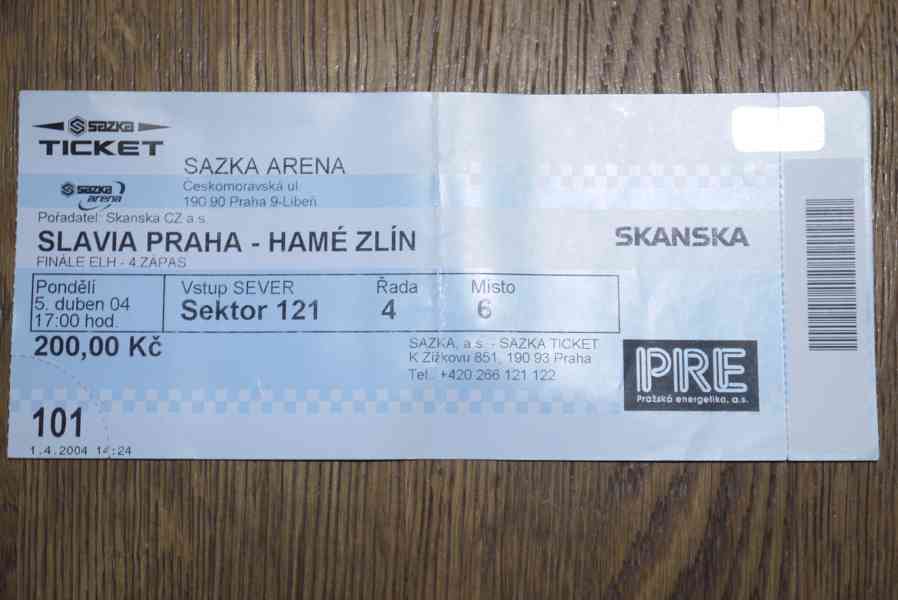 sazka
TICKET
sazka
arena
SAZKA ARENA
Českomoravská ul.
190 90 Praha 9-Libeň
Pořadatel: Skanska CZ a.s.
SLAVIA PRAHA - HAMÉ ZLÍN
FINÁLE ELH - 4.ZÁPAS
SKANSKA
Pondělí
5. duben 04
17:00 hod.
Vstup SEVER
Sektor 121
Řada
4
Místo
6
200,00 Kč
SAZKA, a.s. - SAZKA TICKET
K Žižkovu 851, 190 93 Praha
Tel.: +420 266 121 122
PRE
Pražská energetika, a.s.
101
1.4.2004 14:24